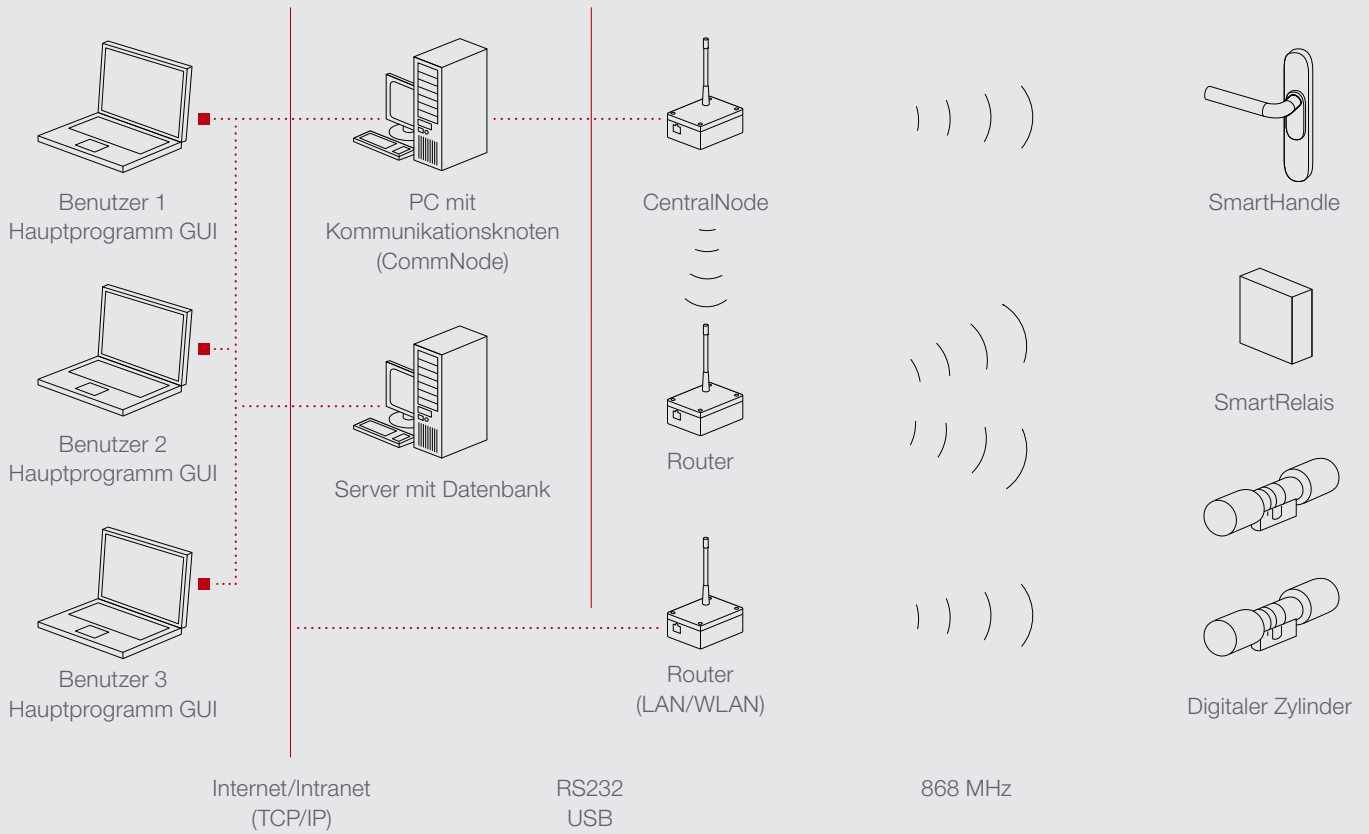 Benutzer 1
Hauptprogramm GUI
PC mit
Kommunikationsknoten
(CommNode)
CentralNode
SmartHandle
Benutzer 2
Hauptprogramm GUI
Server mit Datenbank
Router
SmartRelais
Benutzer 3
Hauptprogramm GUI
Router
(LAN/WLAN)
Digitaler Zylinder
Internet/Intranet
(TCP/IP)
RS232
USB
868 MHz